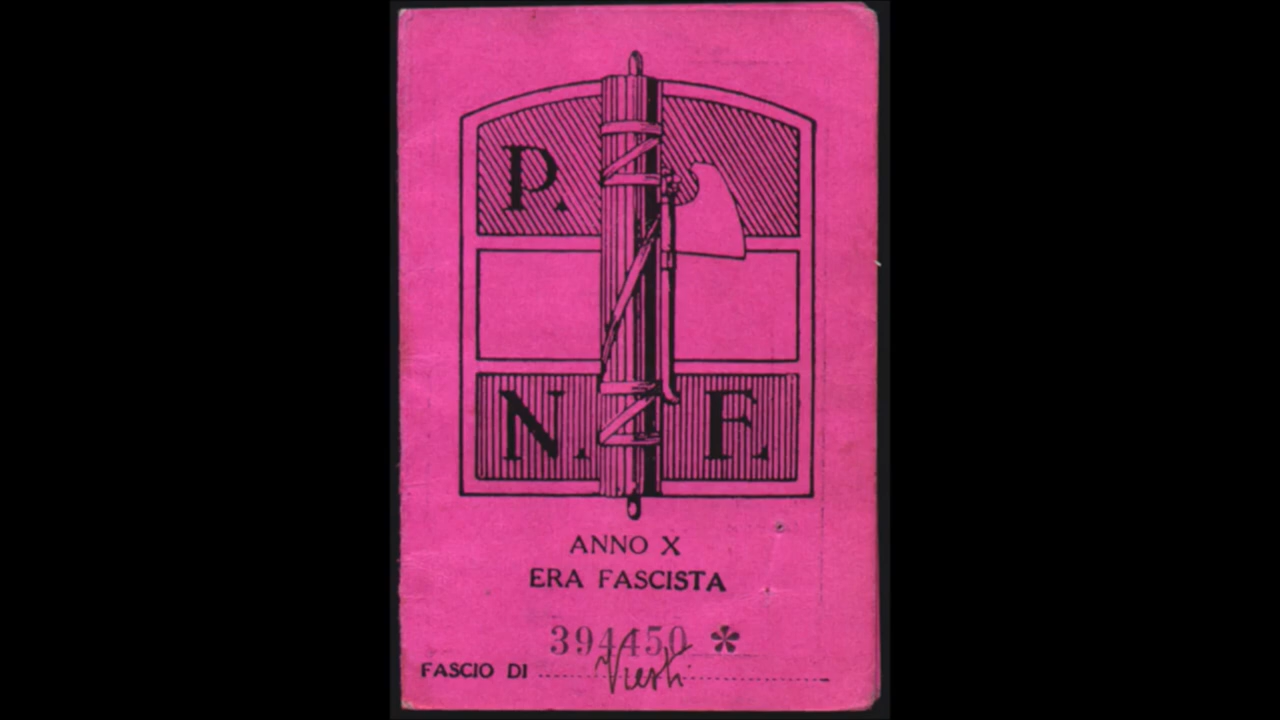 P.
N. F.
ANNO X
ERA FASCISTA
394450 *
FASCIO DI